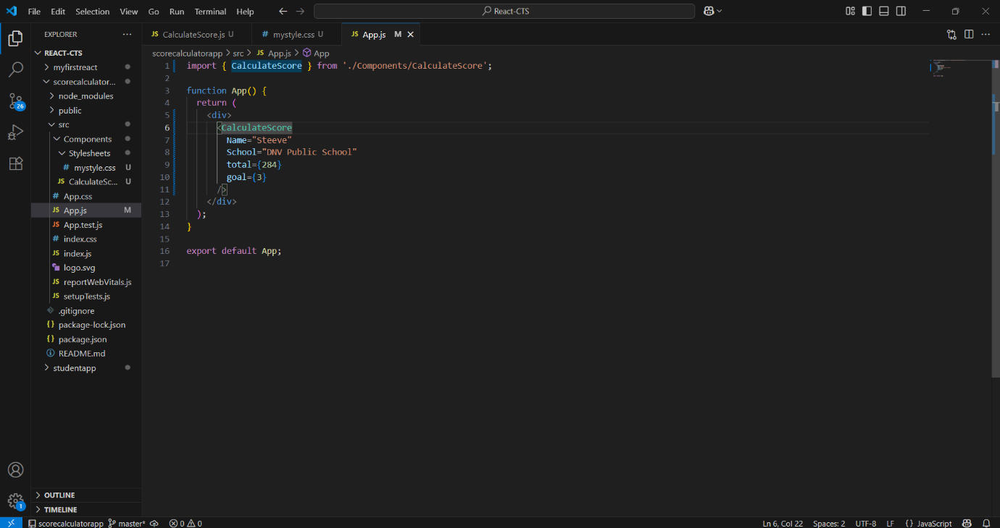 File Edit Selection View Go Run Terminal Help
React-CTS
EXPLORER
REACT-CTS
myfirstreact
scorecalculator...
node_modules
public
src
Components
Stylesheets
# mystyle.css U
JS CalculateSc... U
# App.css
JS App.js M
JS App.test.js
# index.css
JS index.js
logo.svg
JS reportWebVitals.js
JS setupTests.js
.gitignore
{} package-lock.json
{} package.json
README.md
studentapp
OUTLINE
TIMELINE
26
1
JS CalculateScore.js U
# mystyle.css U
JS App.js M
scorecalculatorapp > src > JS App.js > App
1 import { CalculateScore } from './Components/CalculateScore';
2
3 function App() {
4 return (
5 <div>
6 <CalculateScore
7 Name="Steeve"
8 School="DNV Public School"
9 total={284}
10 goal={3}
11 />
12 </div>
13 );
14 }
15
16 export default App;
17
scorecalculatorapp master* 0 0
Ln 6, Col 22 Spaces: 2 UTF-8 LF {} JavaScript